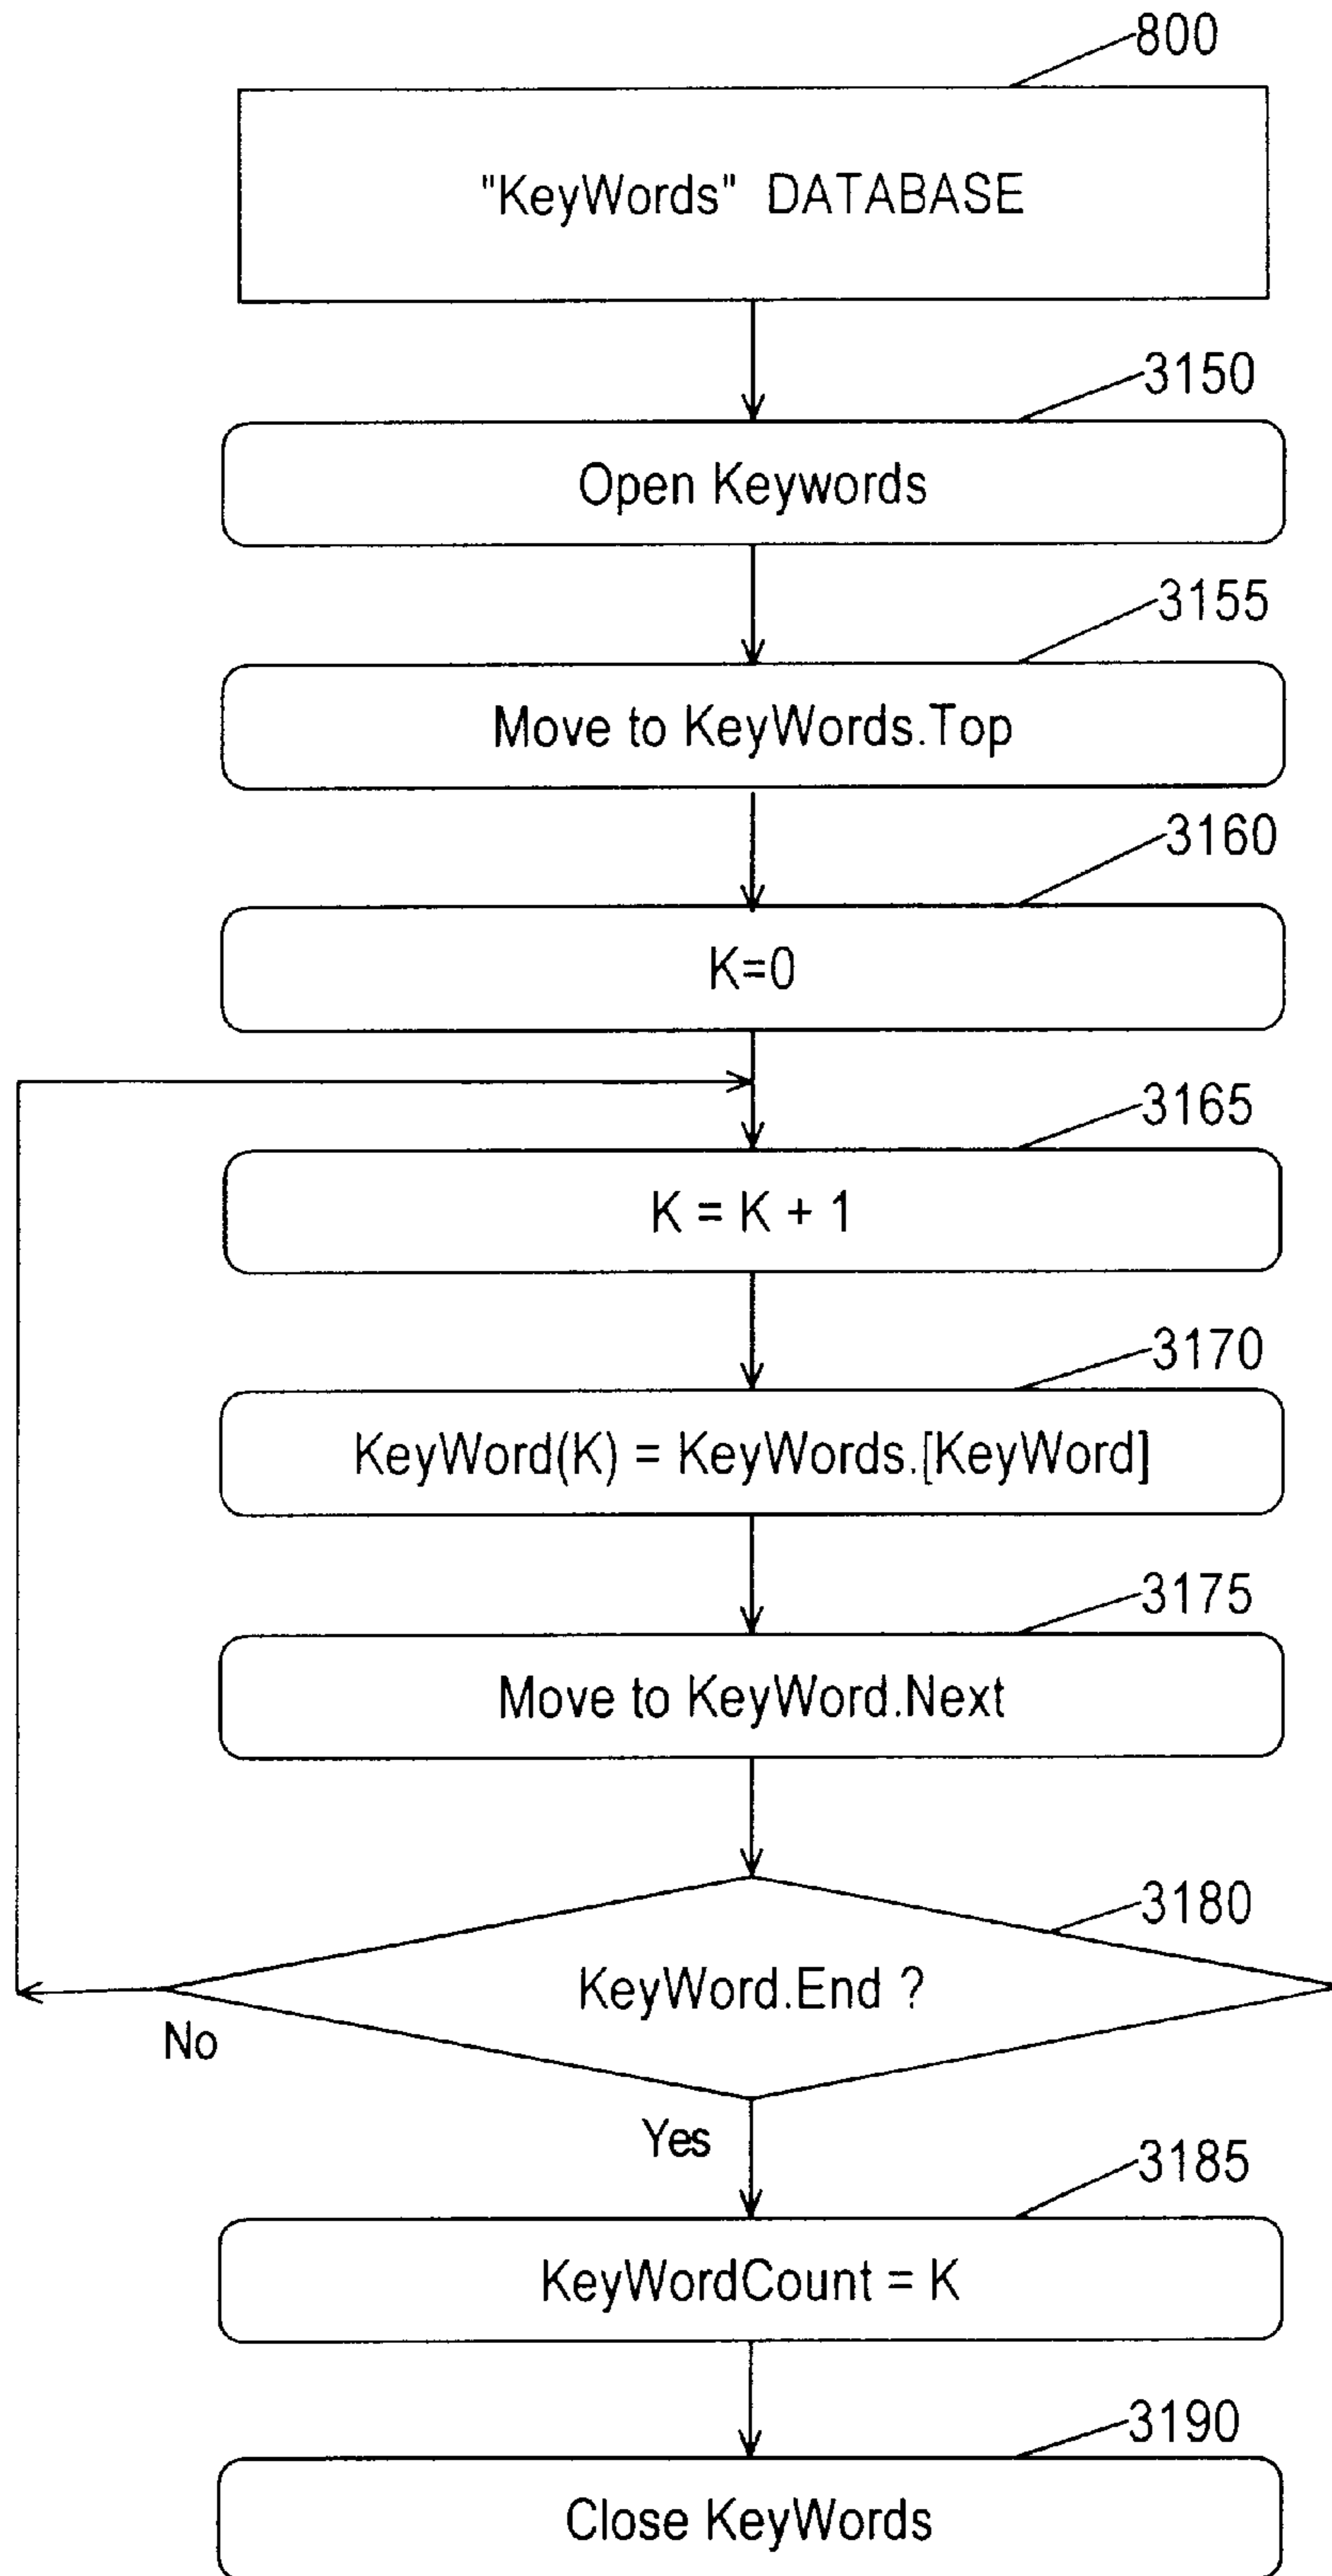 800
"KeyWords" DATABASE
3150
Open Keywords
3155
Move to KeyWords.Top
3160
K=0
3165
K = K + 1
3170
KeyWord(K) = KeyWords.[KeyWord]
3175
Move to KeyWord.Next
3180
KeyWord.End ?
No
Yes
3185
KeyWordCount = K
3190
Close KeyWords